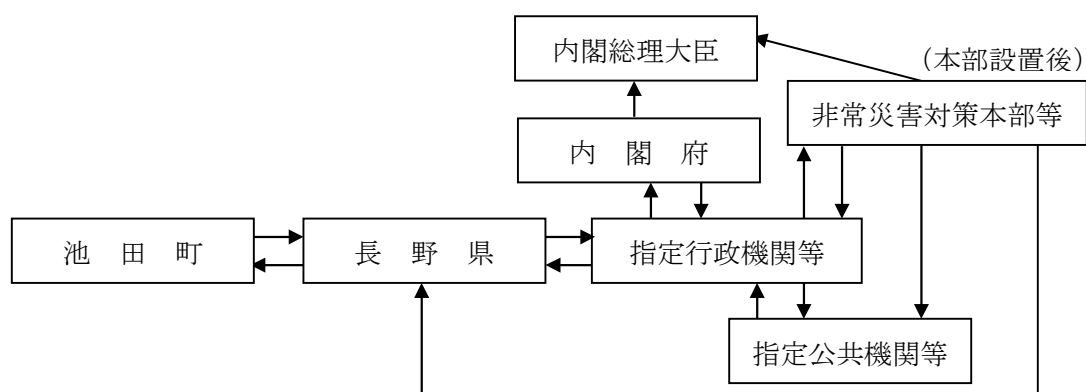 内閣総理大臣
(本部設置後)
非常災害対策本部等
内 閣 府
池 田 町
長 野 県
指定行政機関等
指定公共機関等